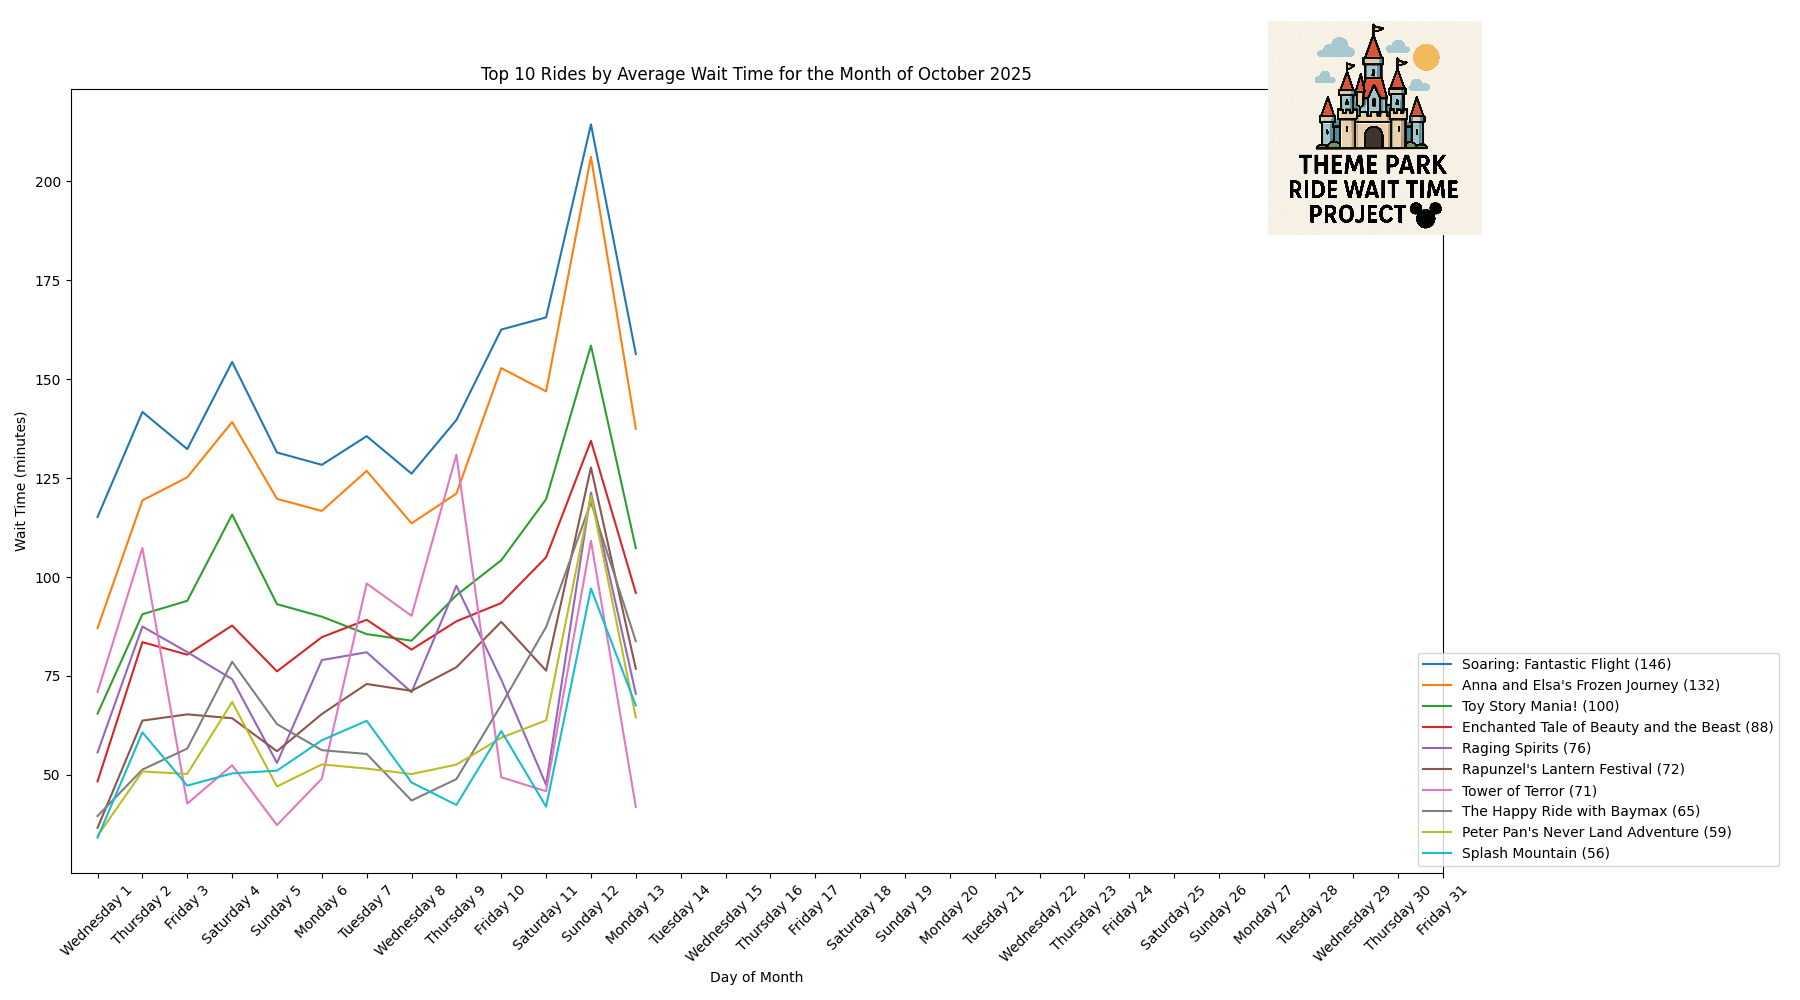 Top 10 Rides by Average Wait Time for the Month of October 2025
THEME PARK
RIDE WAIT TIME
PROJECT
Wait Time (minutes)
200
175
150
125
100
75
50
Soaring: Fantastic Flight (146)
Anna and Elsa's Frozen Journey (132)
Toy Story Mania! (100)
Enchanted Tale of Beauty and the Beast (88)
Raging Spirits (76)
Rapunzel's Lantern Festival (72)
Tower of Terror (71)
The Happy Ride with Baymax (65)
Peter Pan's Never Land Adventure (59)
Splash Mountain (56)
Wednesday 1
Thursday 2
Friday 3
Saturday 4
Sunday 5
Monday 6
Tuesday 7
Wednesday 8
Thursday 9
Friday 10
Saturday 11
Sunday 12
Monday 13
Tuesday 14
Wednesday 15
Thursday 16
Friday 17
Saturday 18
Sunday 19
Monday 20
Tuesday 21
Wednesday 22
Thursday 23
Friday 24
Saturday 25
Sunday 26
Monday 27
Tuesday 28
Wednesday 29
Thursday 30
Friday 31
Day of Month